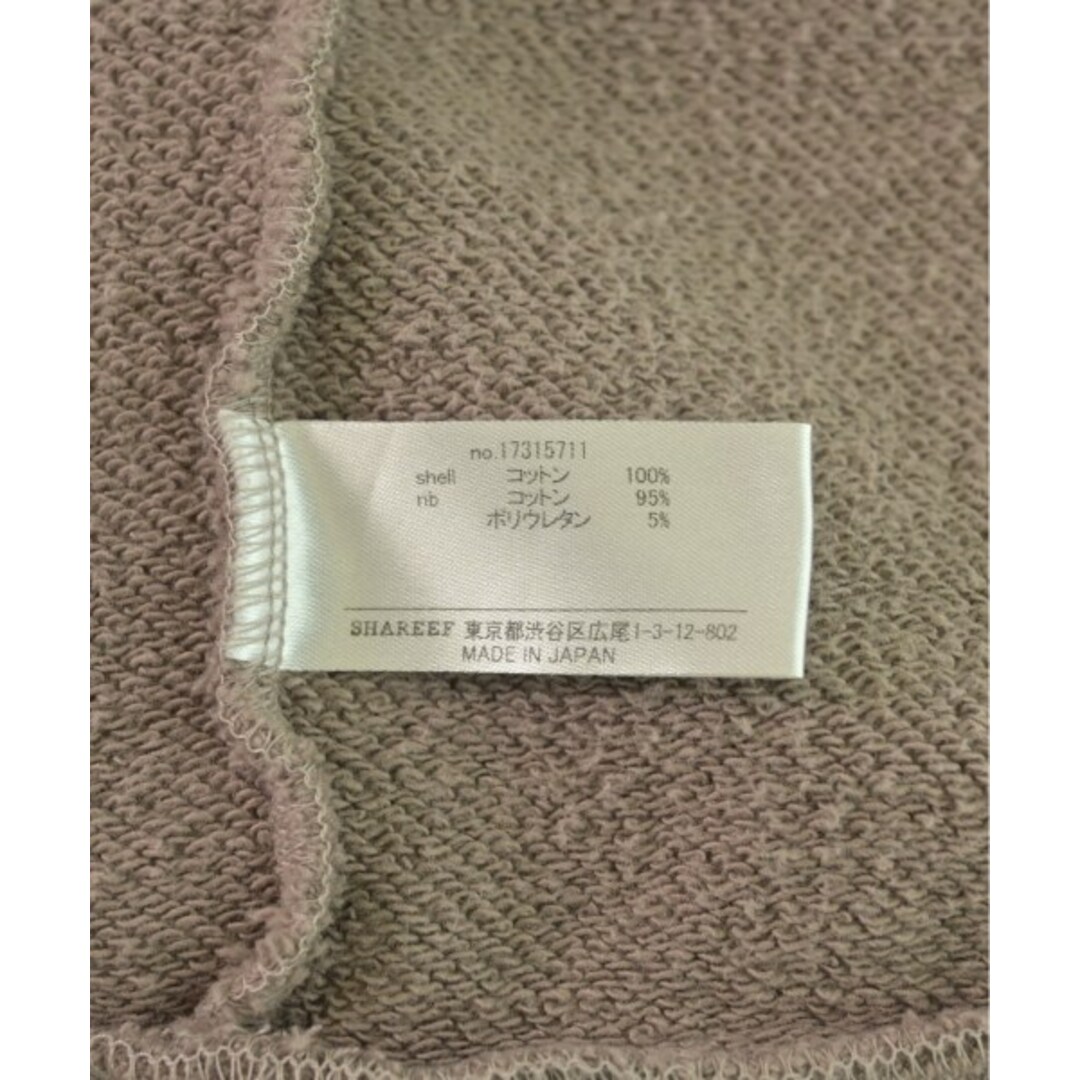 no.17315711
shell コットン 100%
nb コットン 95%
ポリウレタン 5%
SHAREEF 東京都渋谷区広尾1-3-12-802
MADE IN JAPAN